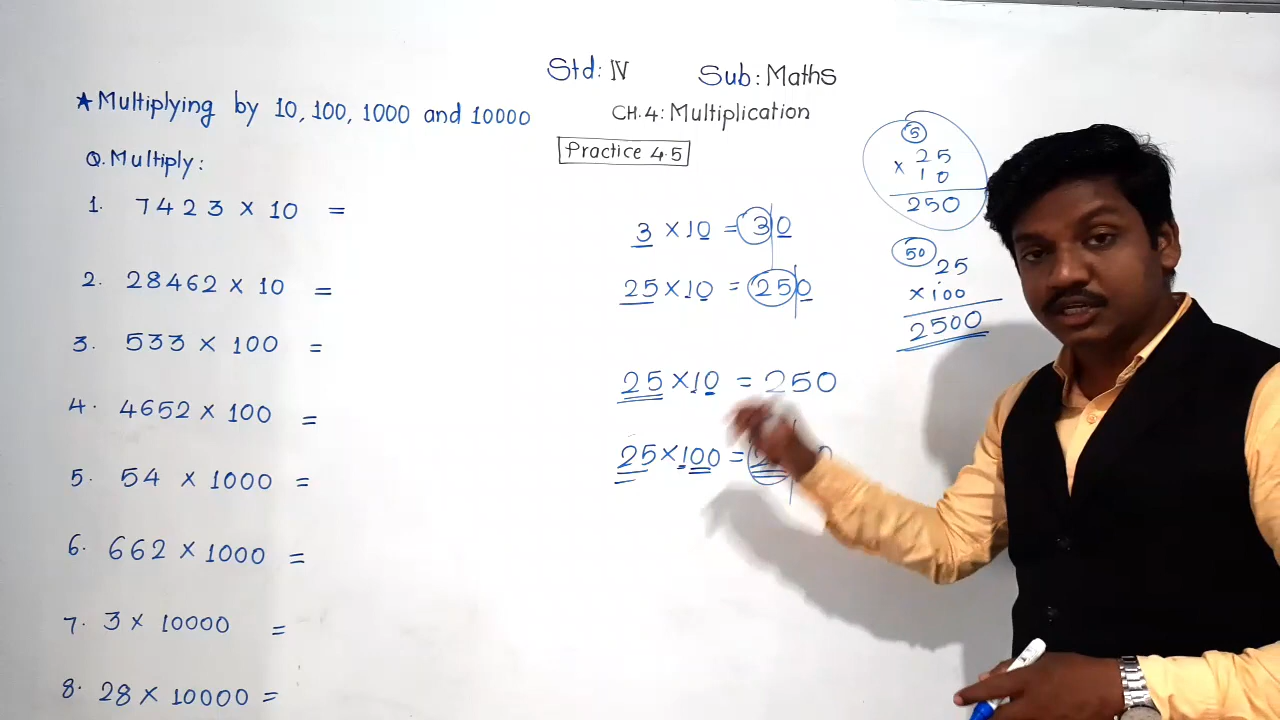 Std: IV Sub: Maths
★ Multiplying by 10, 100, 1000 and 10000
CH.4: Multiplication
Practice 4.5
Q. Multiply:
1. 7423 × 10 =
2. 28462 × 10 =
3. 533 × 100 =
4. 4652 × 100 =
5. 54 × 1000 =
6. 662 × 1000 =
7. 3 × 10000 =
8. 28 × 10000 =
3 × 10 = 30
25 × 10 = 250
25 × 10 = 250
25 × 100 =
5
25
× 10
250
50
25
× 100
2500